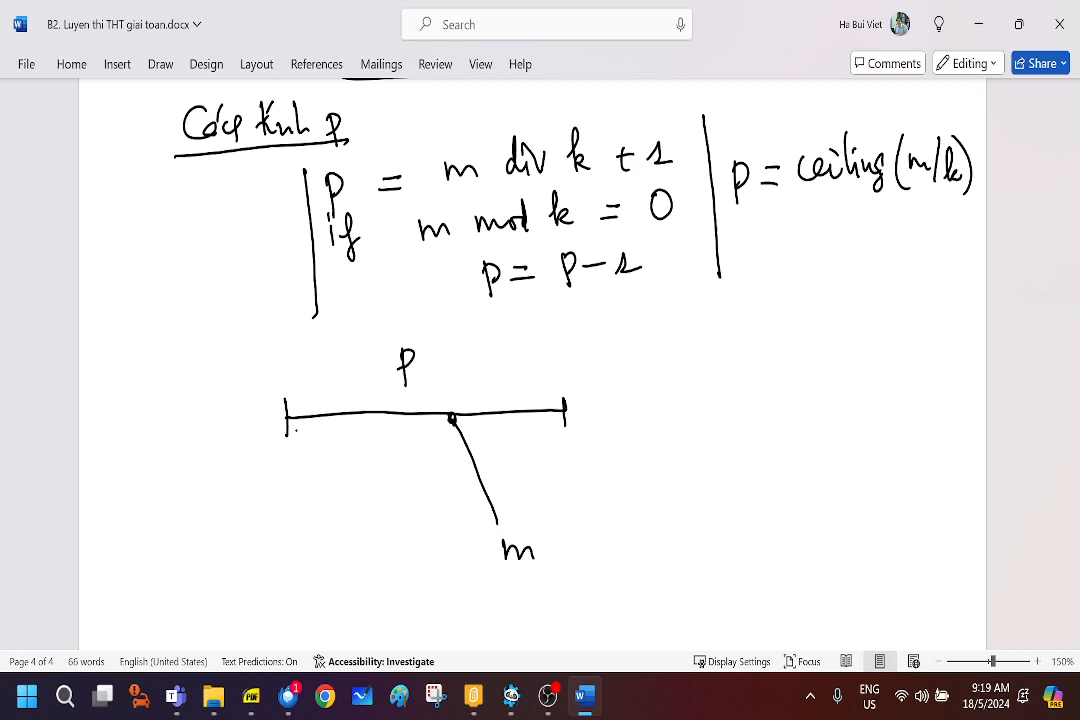 B2. Luyen thi THT giai toan.docx
Search
Ha Bui Viet
File Home Insert Draw Design Layout References Mailings Review View Help
Comments Editing Share
Cách tính p
p = m div k + 1
if m mod k = 0
p = p - 1
p = ceiling(m/k)
p
m
Page 4 of 4 66 words English (United States) Text Predictions: On Accessibility: Investigate Display Settings Focus 150%
ENG
US
9:19 AM
18/5/2024